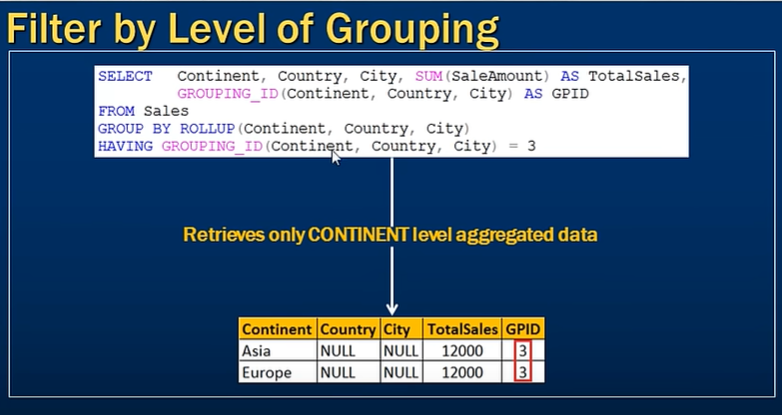 Filter by Level of Grouping
SELECT Continent, Country, City, SUM(SaleAmount) AS TotalSales,
GROUPING_ID(Continent, Country, City) AS GPID
FROM Sales
GROUP BY ROLLUP(Continent, Country, City)
HAVING GROUPING_ID(Continent, Country, City) = 3
Retrieves only CONTINENT level aggregated data
Continent Country City TotalSales GPID
Asia NULL NULL 12000 3
Europe NULL NULL 12000 3